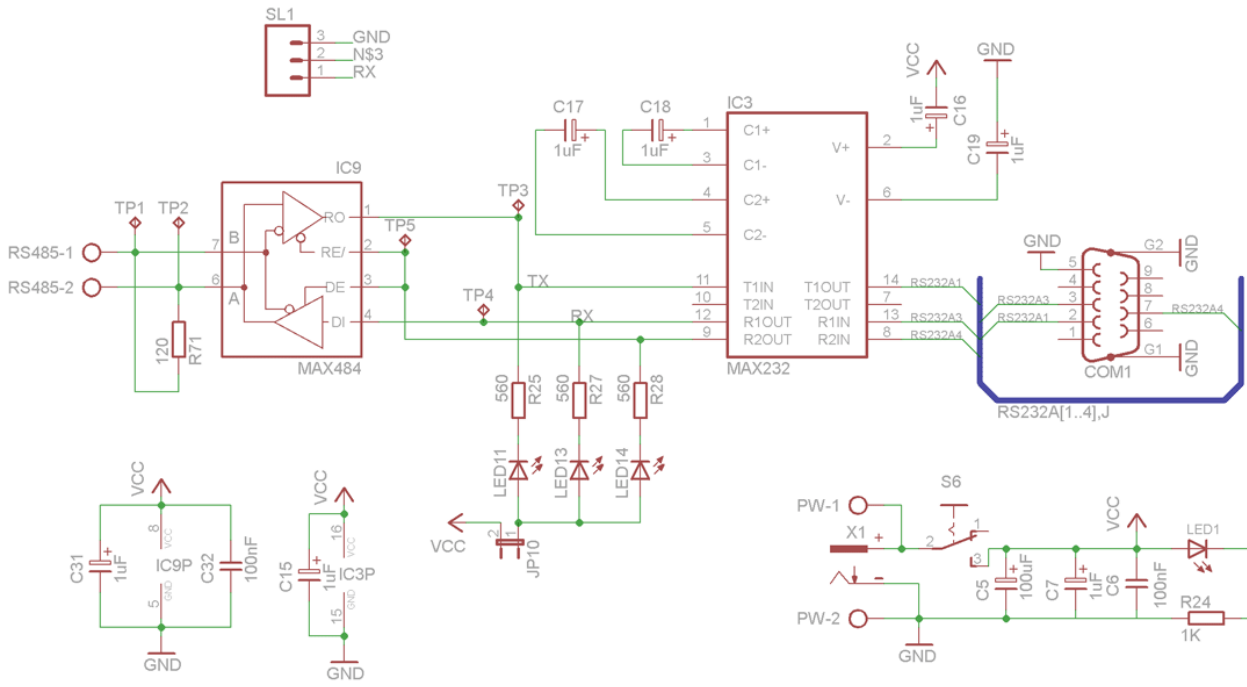 SL1
3 GND
2 N$3
1 RX
C17
1uF
C18
1uF
IC3
1 C1+
3 C1-
4 C2+
5 C2-
V+ 2
V- 6
11 T1IN
10 T2IN
12 R1OUT
9 R2OUT
T1OUT 14 RS232A1
T2OUT 7
R1IN 13 RS232A3
R2IN 8 RS232A4
MAX232
VCC
1uF
C16
GND
C19
1uF
IC9
TP1
TP2
TP3
TP5
TP4
RS485-1
RS485-2
7 B
6 A
RO 1
RE/ 2
DE 3
DI 4
MAX484
120
R71
TX
RX
560
R25
560
R27
560
R28
LED11
LED13
LED14
VCC
2
1
JP10
GND
5
4
3
2
1
9
8
7
6
G2
GND
G1
GND
COM1
RS232A3
RS232A1
RS232A4
RS232A[1..4],J
VCC
8
VCC
C31
1uF
IC9P
C32
100nF
GND
5
GND
VCC
16
VCC
C15
1uF
IC3P
GND
15
GND
PW-1
X1
+
-
PW-2
GND
S6
1
2
3
C5
100uF
C7
1uF
C6
100nF
VCC
LED1
R24
1K